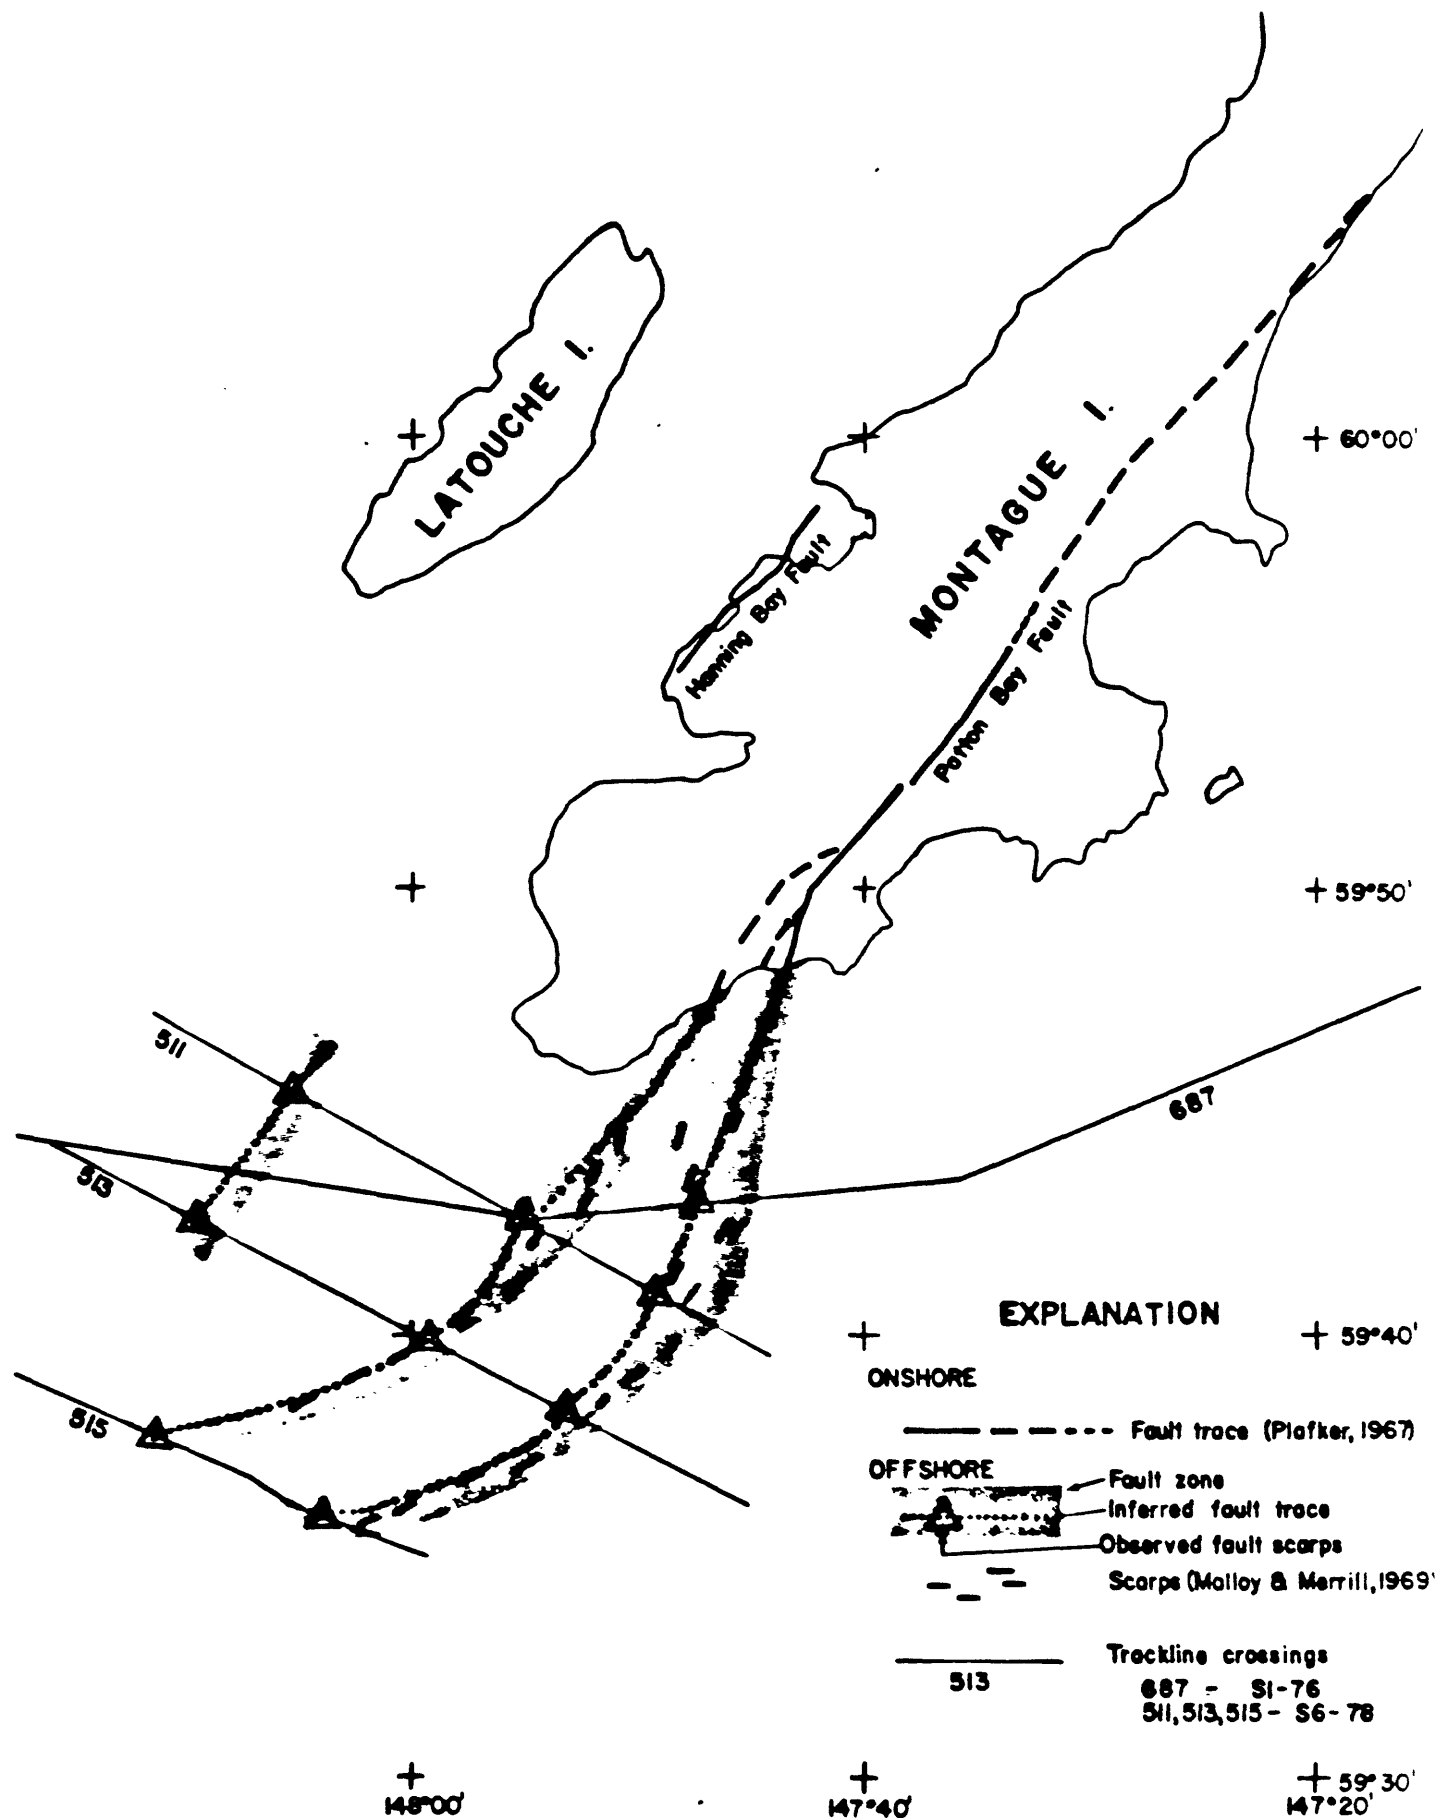 LATOUCHE I.
MONTAGUE I.
60°00'
Hanning Bay Fault
Patton Bay Fault
59°50'
511
687
513
515
EXPLANATION
59°40'
ONSHORE
Fault trace (Plafker, 1967)
OFFSHORE
Fault zone
Inferred fault trace
Observed fault scarps
Scarps (Malloy & Merrill, 1969
Trackline crossings
513
687 - S1-76
511, 513, 515 - S6-78
59°30'
148°00'
147°40'
147°20'